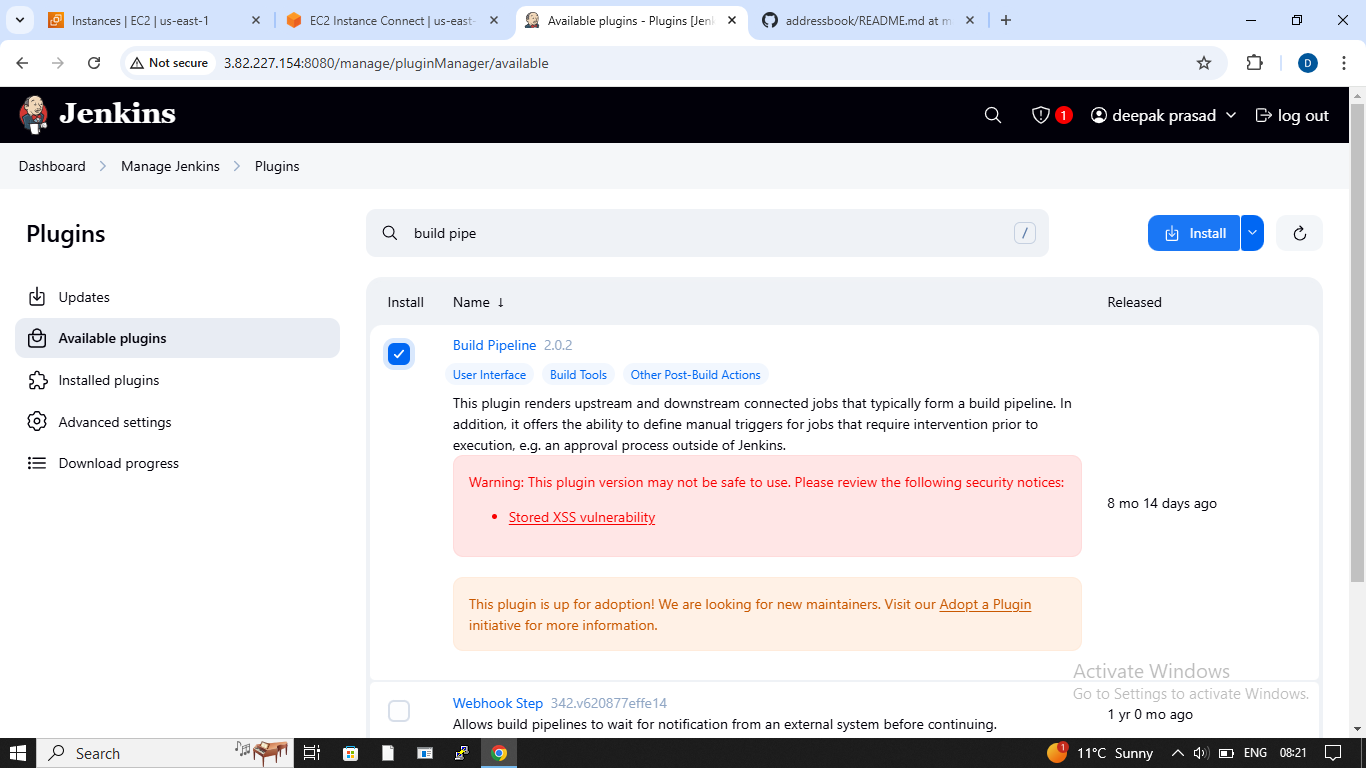 Instances | EC2 | us-east-1
EC2 Instance Connect | us-east-
Available plugins - Plugins [Jenk
addressbook/README.md at m
Not secure
3.82.227.154:8080/manage/pluginManager/available
D
Jenkins
1
deepak prasad
log out
Dashboard
Manage Jenkins
Plugins
Plugins
build pipe
/
Install
Updates
Available plugins
Installed plugins
Advanced settings
Download progress
Install
Name ↓
Released
Build Pipeline 2.0.2
User Interface
Build Tools
Other Post-Build Actions
This plugin renders upstream and downstream connected jobs that typically form a build pipeline. In
addition, it offers the ability to define manual triggers for jobs that require intervention prior to
execution, e.g. an approval process outside of Jenkins.
Warning: This plugin version may not be safe to use. Please review the following security notices:
• Stored XSS vulnerability
8 mo 14 days ago
This plugin is up for adoption! We are looking for new maintainers. Visit our Adopt a Plugin
initiative for more information.
Webhook Step 342.v620877effe14
Allows build pipelines to wait for notification from an external system before continuing.
1 yr 0 mo ago
Activate Windows
Go to Settings to activate Windows.
Search
1
11°C Sunny
ENG
08:21